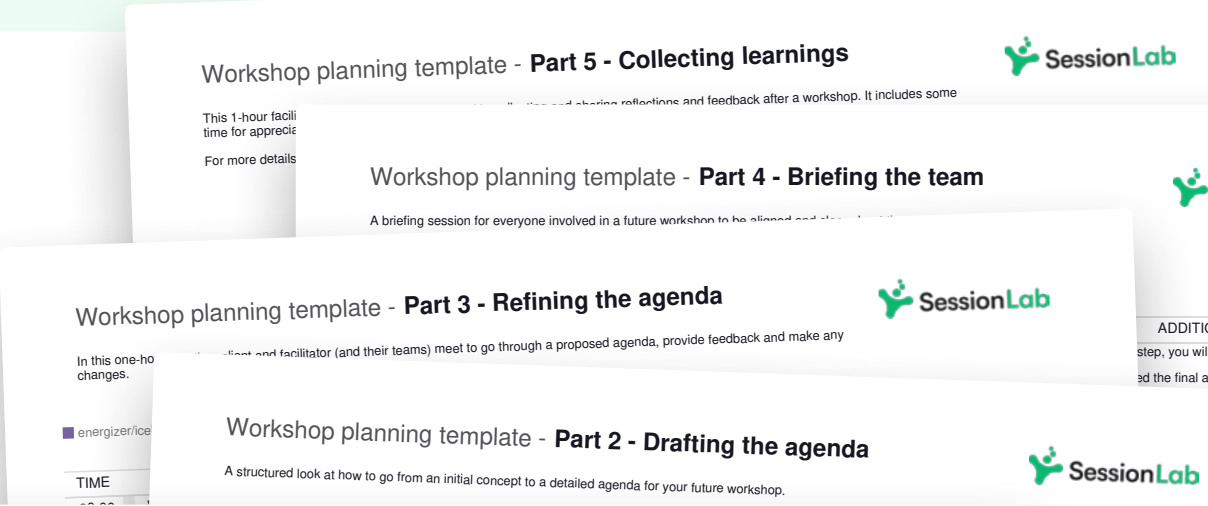 Workshop planning template - Part 5 - Collecting learnings
SessionLab
This 1-hour facili
and sharing reflections and feedback after a workshop. It includes some
time for apprecia
For more details
Workshop planning template - Part 4 - Briefing the team
A briefing session for everyone involved in a future workshop to be aligned and
Workshop planning template - Part 3 - Refining the agenda
SessionLab
In this one-ho
client and facilitator (and their teams) meet to go through a proposed agenda, provide feedback and make any
changes.
ADDITIO
step, you wil
ed the final a
energizer/ice
TIME
Workshop planning template - Part 2 - Drafting the agenda
SessionLab
A structured look at how to go from an initial concept to a detailed agenda for your future workshop.